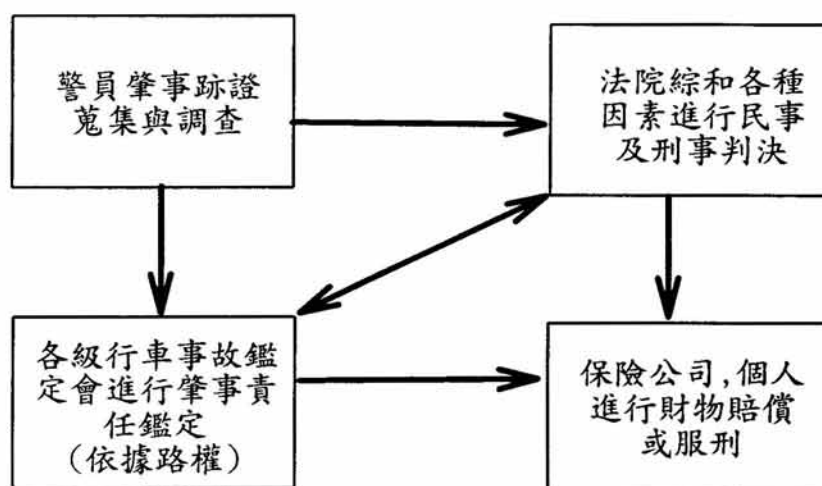 警員肇事跡證
蒐集與調查
法院綜和各種
因素進行民事
及刑事判決
各級行車事故鑑
定會進行肇事責
任鑑定
(依據路權)
保險公司,個人
進行財物賠償
或服刑